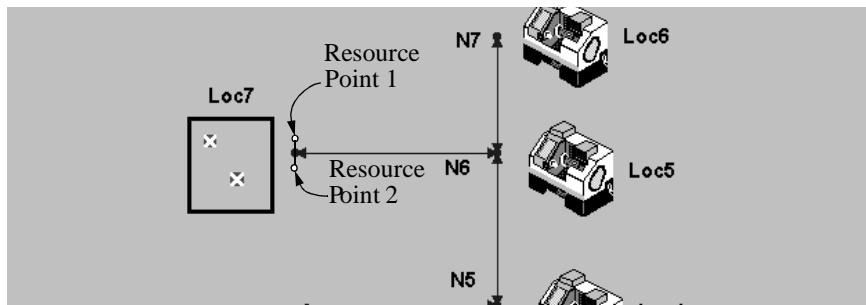 N7
Loc6
Resource
Point 1
Loc7
Resource
Point 2
N6
Loc5
N5